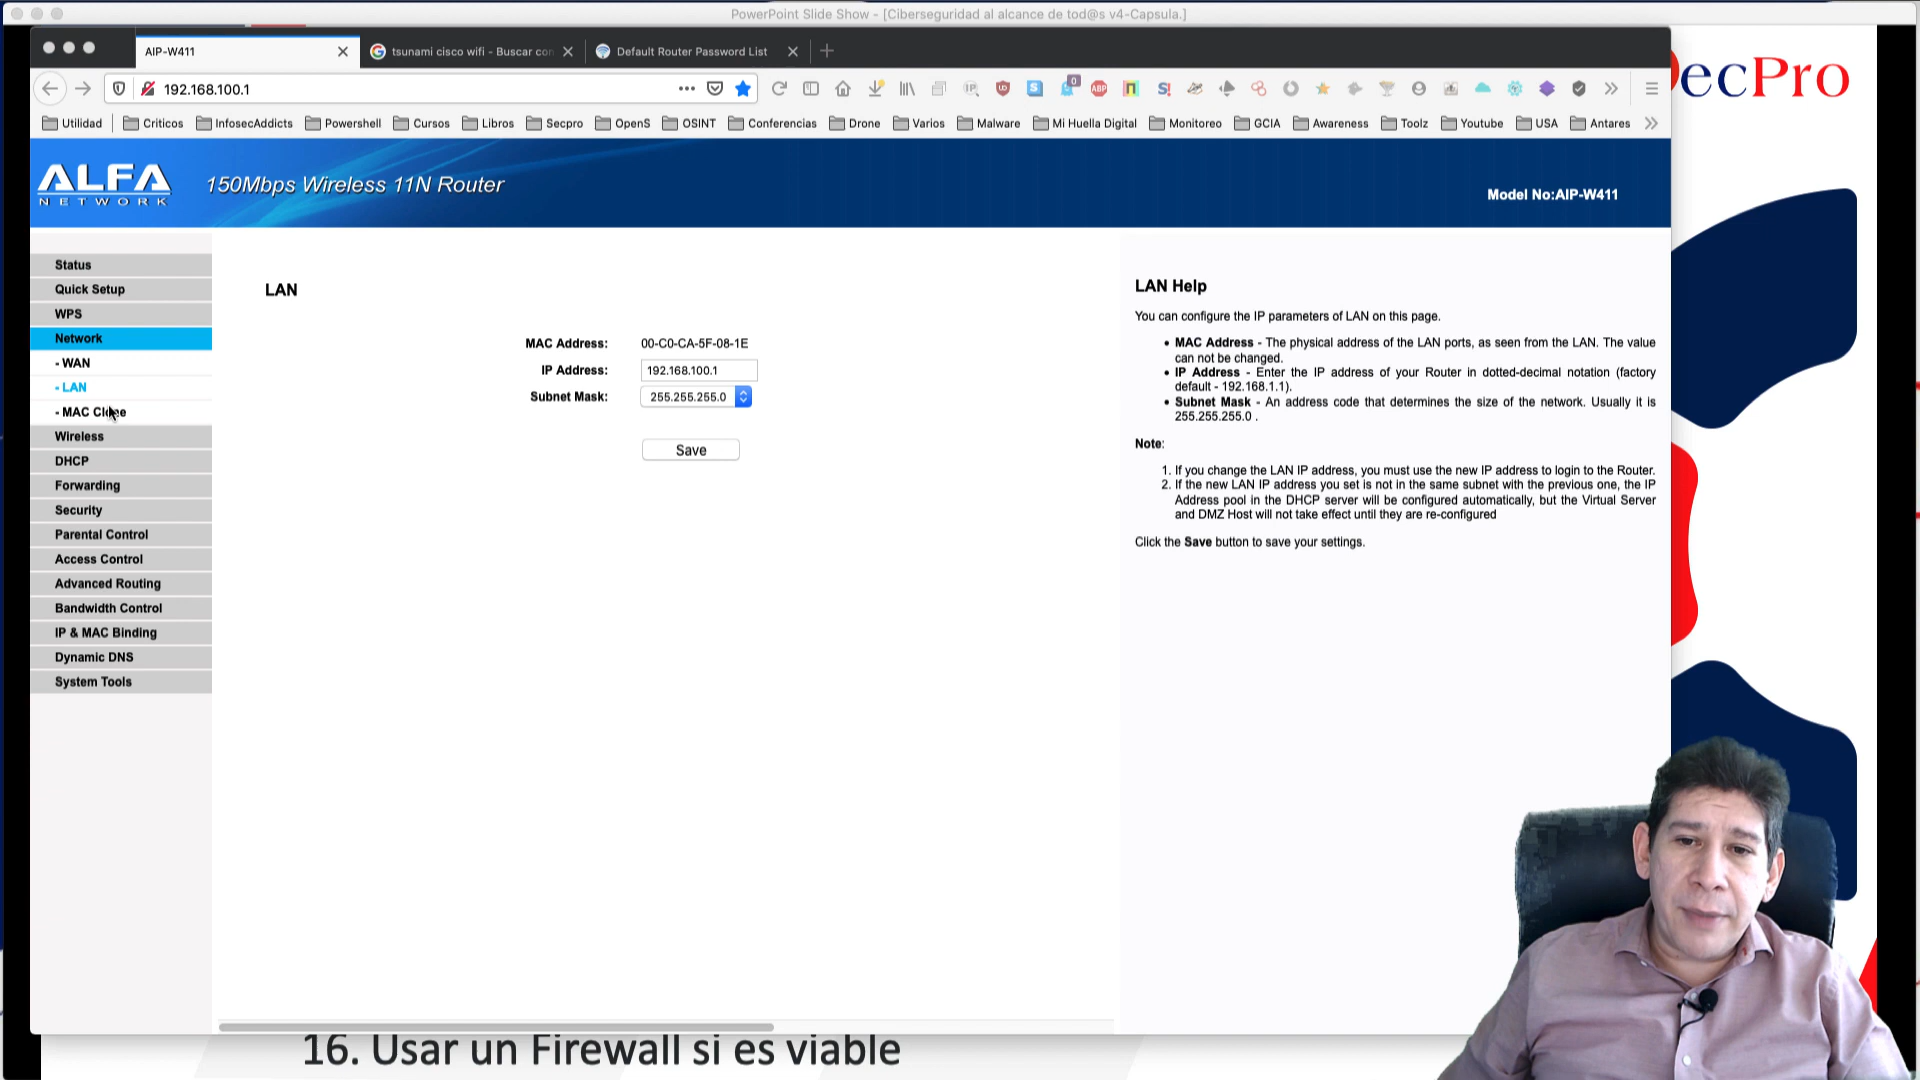 PowerPoint Slide Show - [Ciberseguridad al alcance de tod@s v4-Capsula.]
AIP-W411
tsunami cisco wifi - Buscar con
Default Router Password List
192.168.100.1
ecPro
Utilidad
Criticos
InfosecAddicts
Powershell
Cursos
Libros
Secpro
OpenS
OSINT
Conferencias
Drone
Varios
Malware
Mi Huella Digital
Monitoreo
GCIA
Awareness
Toolz
Youtube
USA
Antares
ALFA
NETWORK
150Mbps Wireless 11N Router
Model No:AIP-W411
Status
Quick Setup
WPS
Network
- WAN
- LAN
- MAC Clone
Wireless
DHCP
Forwarding
Security
Parental Control
Access Control
Advanced Routing
Bandwidth Control
IP & MAC Binding
Dynamic DNS
System Tools
LAN
MAC Address: 00-C0-CA-5F-08-1E
IP Address: 192.168.100.1
Subnet Mask: 255.255.255.0
Save
LAN Help
You can configure the IP parameters of LAN on this page.
• MAC Address - The physical address of the LAN ports, as seen from the LAN. The value
can not be changed.
• IP Address - Enter the IP address of your Router in dotted-decimal notation (factory
default - 192.168.1.1).
• Subnet Mask - An address code that determines the size of the network. Usually it is
255.255.255.0 .
Note:
1. If you change the LAN IP address, you must use the new IP address to login to the Router.
2. If the new LAN IP address you set is not in the same subnet with the previous one, the IP
Address pool in the DHCP server will be configured automatically, but the Virtual Server
and DMZ Host will not take effect until they are re-configured
Click the Save button to save your settings.
16. Usar un Firewall si es viable